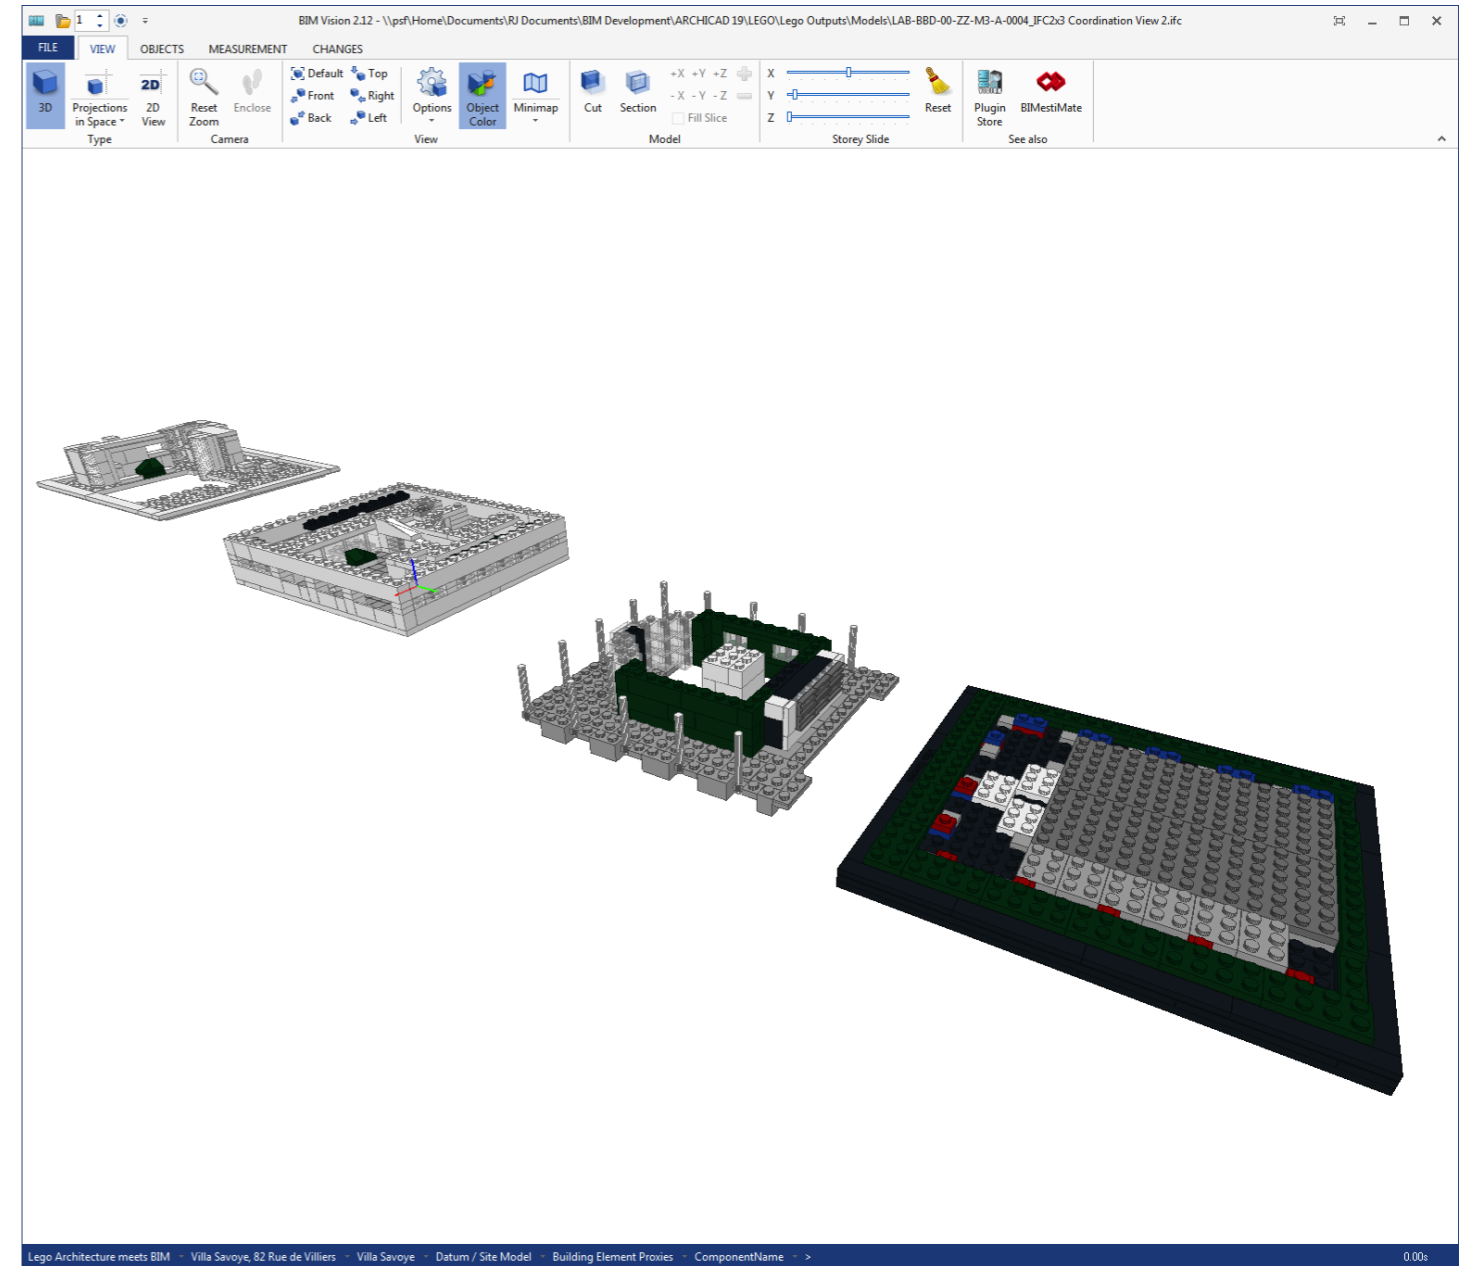 1 BIM Vision 2.12 - \\psf\Home\Documents\RJ Documents\BIM Development\ARCHICAD 19\LEGO\Lego Outputs\Models\LAB-BBD-00-ZZ-M3-A-0004_IFC2x3 Coordination View 2.ifc
FILE VIEW OBJECTS MEASUREMENT CHANGES
3D
Projections in Space
2D
2D View
Type
Reset Zoom
Enclose
Camera
Default Top
Front Right
Back Left
Options
Object Color
Minimap
View
Cut
Section
+X +Y +Z
-X -Y -Z
Fill Slice
Model
X
Y
Z
Reset
Storey Slide
Plugin Store
BIMestiMate
See also
Lego Architecture meets BIM Villa Savoye, 82 Rue de Villiers Villa Savoye Datum / Site Model Building Element Proxies ComponentName > 0.00s